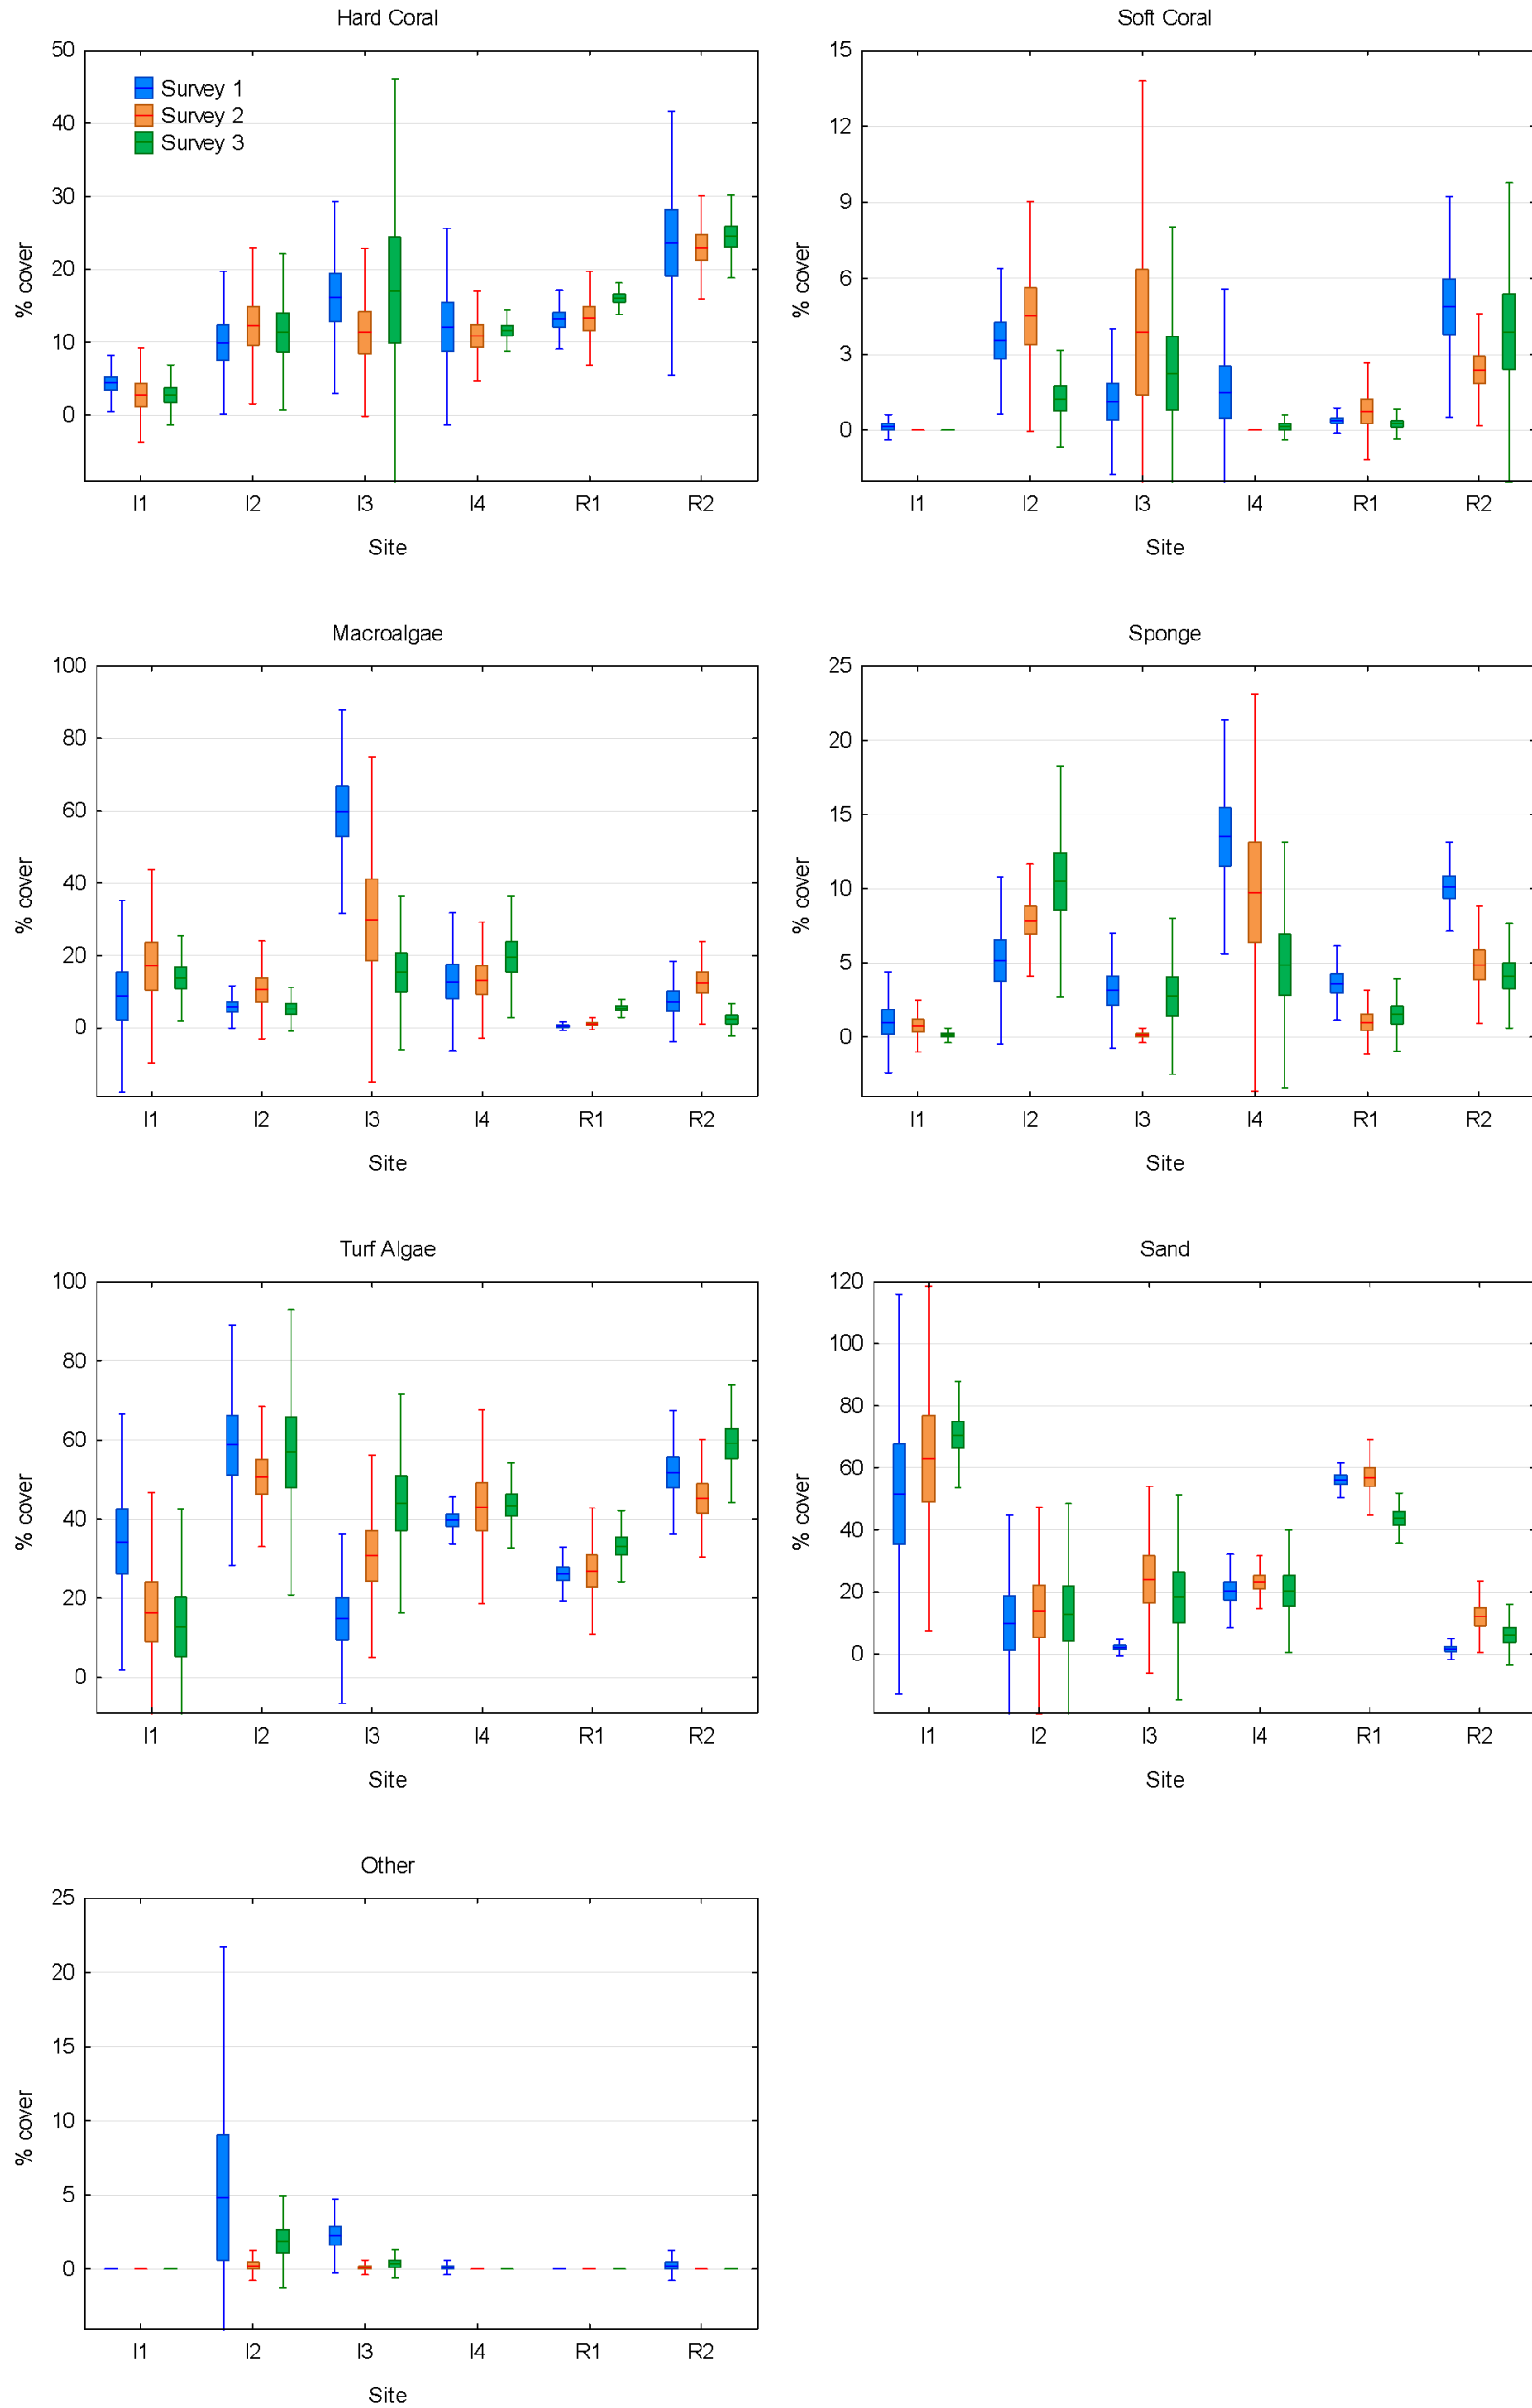 Hard Coral
50
40
30
20
10
0
% cover
Survey 1
Survey 2
Survey 3
I1 I2 I3 I4 R1 R2
Site
Soft Coral
15
12
9
6
3
0
% cover
I1 I2 I3 I4 R1 R2
Site
Macroalgae
100
80
60
40
20
0
% cover
I1 I2 I3 I4 R1 R2
Site
Sponge
25
20
15
10
5
0
% cover
I1 I2 I3 I4 R1 R2
Site
Turf Algae
100
80
60
40
20
0
% cover
I1 I2 I3 I4 R1 R2
Site
Sand
120
100
80
60
40
20
0
% cover
I1 I2 I3 I4 R1 R2
Site
Other
25
20
15
10
5
0
% cover
I1 I2 I3 I4 R1 R2
Site